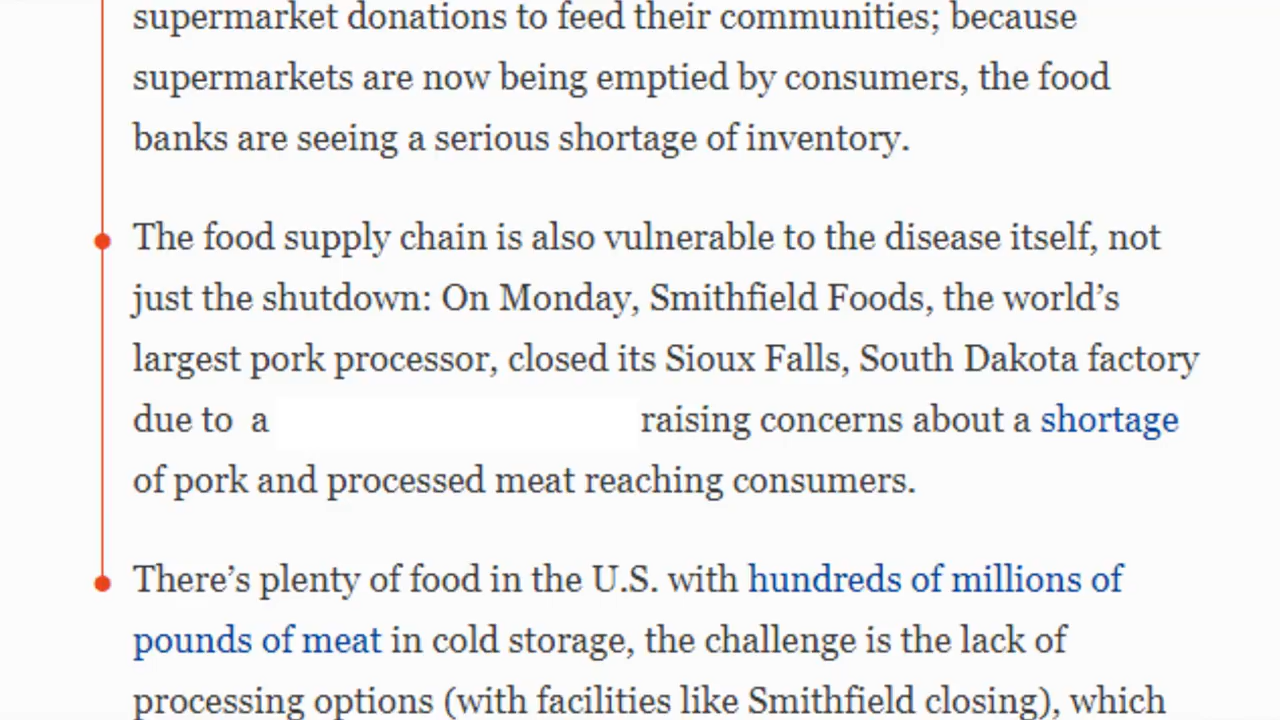 supermarket donations to feed their communities; because
supermarkets are now being emptied by consumers, the food
banks are seeing a serious shortage of inventory.
The food supply chain is also vulnerable to the disease itself, not
just the shutdown: On Monday, Smithfield Foods, the world’s
largest pork processor, closed its Sioux Falls, South Dakota factory
due to a raising concerns about a shortage
of pork and processed meat reaching consumers.
There’s plenty of food in the U.S. with hundreds of millions of
pounds of meat in cold storage, the challenge is the lack of
processing options (with facilities like Smithfield closing), which